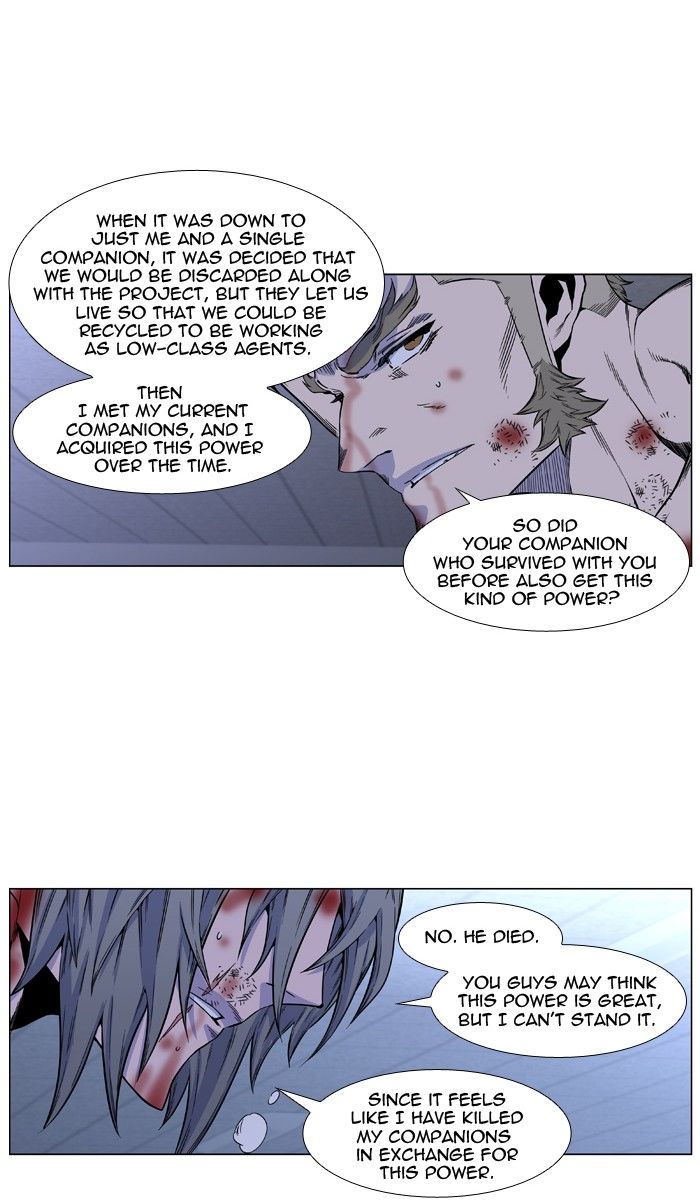 WHEN IT WAS DOWN TO
JUST ME AND A SINGLE
COMPANION, IT WAS DECIDED THAT
WE WOULD BE DISCARDED ALONG
WITH THE PROJECT, BUT THEY LET US
LIVE SO THAT WE COULD BE
RECYCLED TO BE WORKING
AS LOW-CLASS AGENTS.
THEN
I MET MY CURRENT
COMPANIONS, AND I
ACQUIRED THIS POWER
OVER THE TIME.
SO DID
YOUR COMPANION
WHO SURVIVED WITH YOU
BEFORE ALSO GET THIS
KIND OF POWER?
NO. HE DIED.
YOU GUYS MAY THINK
THIS POWER IS GREAT,
BUT I CAN'T STAND IT.
SINCE IT FEELS
LIKE I HAVE KILLED
MY COMPANIONS
IN EXCHANGE FOR
THIS POWER.